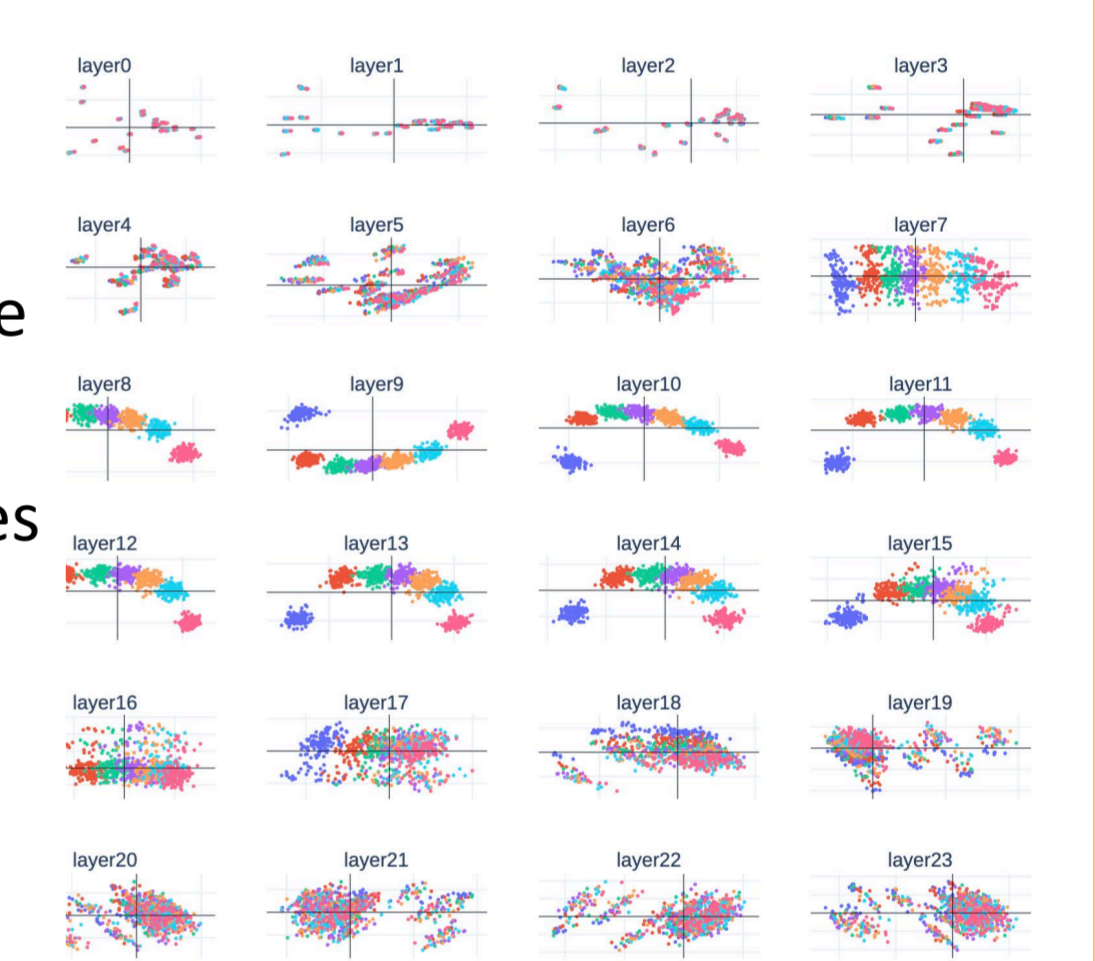 layer0 layer1 layer2 layer3
layer4 layer5 layer6 layer7
e
layer8 layer9 layer10 layer11
es
layer12 layer13 layer14 layer15
layer16 layer17 layer18 layer19
layer20 layer21 layer22 layer23